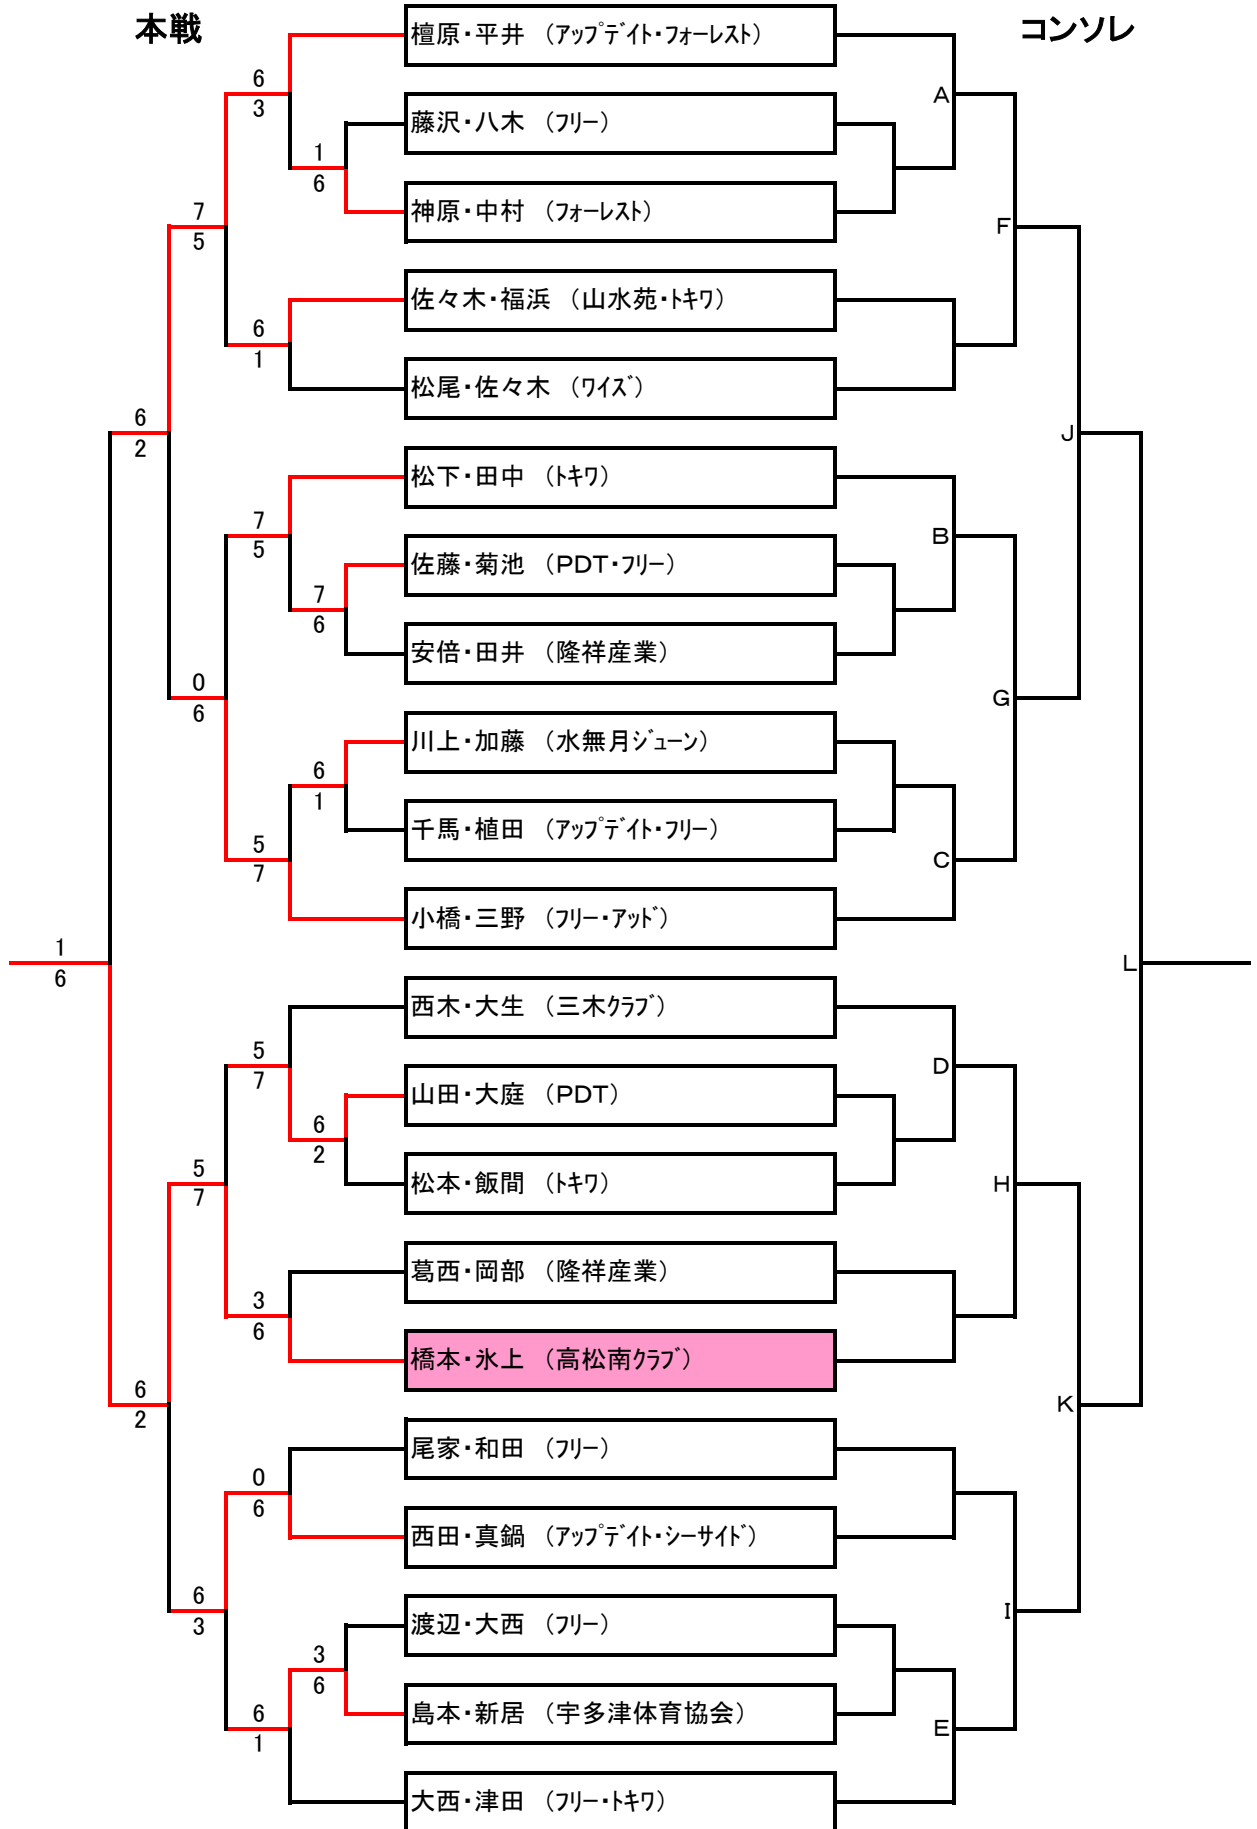 本戦
コンソレ
檀原・平井 (アップデイト・フォーレスト)
6
3
A
藤沢・八木 (フリー)
1
6
神原・中村 (フォーレスト)
7
5
F
佐々木・福浜 (山水苑・トキワ)
6
1
松尾・佐々木 (ワイズ)
6
2
J
松下・田中 (トキワ)
7
5
B
佐藤・菊池 (PDT・フリー)
7
6
安倍・田井 (隆祥産業)
0
6
G
川上・加藤 (水無月ジューン)
6
1
千馬・植田 (アップデイト・フリー)
5
7
C
小橋・三野 (フリー・アッド)
1
6
L
西木・大生 (三木クラブ)
5
7
D
山田・大庭 (PDT)
6
2
松本・飯間 (トキワ)
5
7
H
葛西・岡部 (隆祥産業)
3
6
橋本・氷上 (高松南クラブ)
6
2
K
尾家・和田 (フリー)
0
6
西田・真鍋 (アップデイト・シーサイド)
6
3
I
渡辺・大西 (フリー)
3
6
島本・新居 (宇多津体育協会)
6
1
E
大西・津田 (フリー・トキワ)